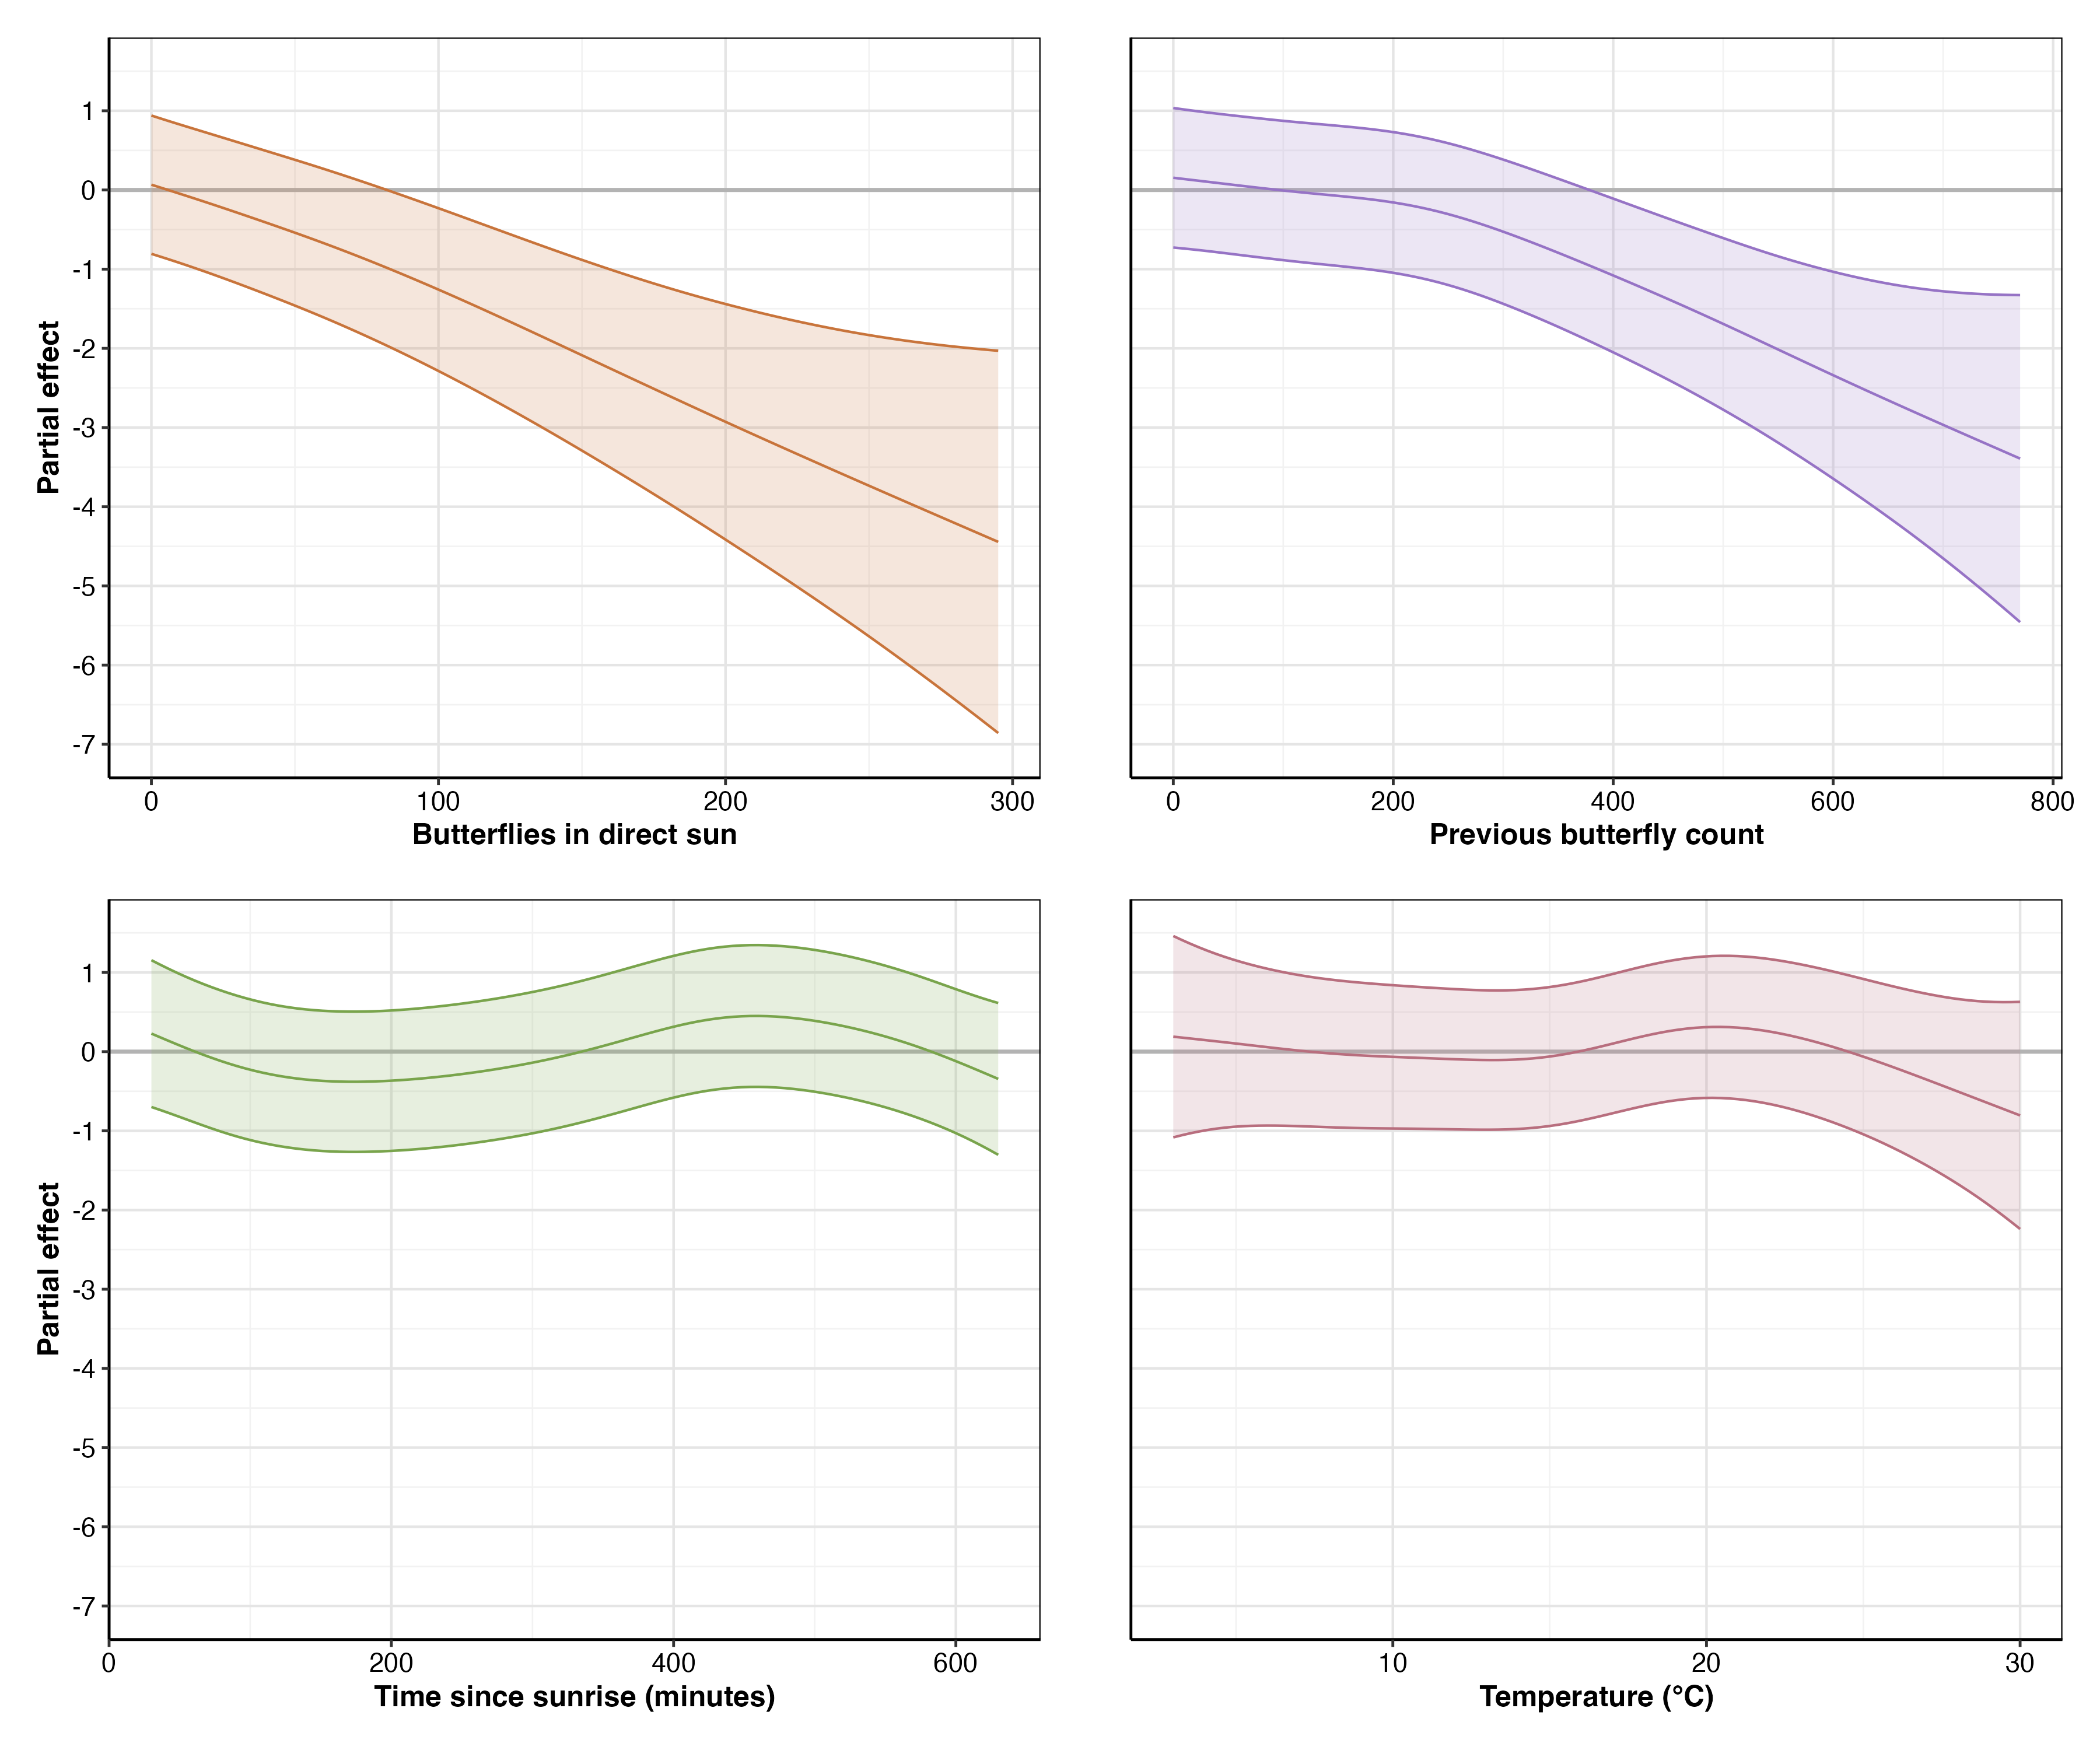 Partial effect
1
0
-1
-2
-3
-4
-5
-6
-7
0 100 200 300
Butterflies in direct sun
0 200 400 600 800
Previous butterfly count
Partial effect
1
0
-1
-2
-3
-4
-5
-6
-7
0 200 400 600
Time since sunrise (minutes)
10 20 30
Temperature (°C)